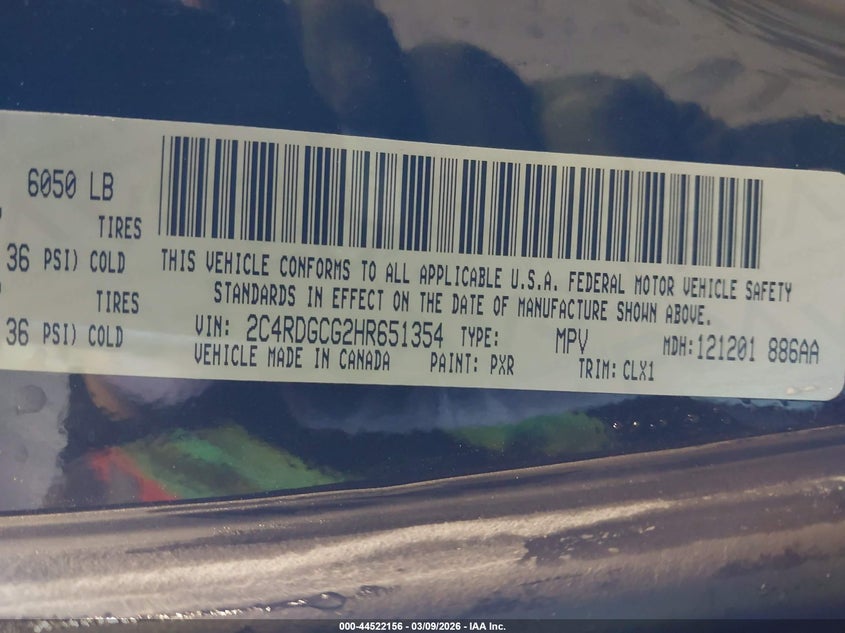 6050 LB
TIRES
36 PSI) COLD
TIRES
36 PSI) COLD
THIS VEHICLE CONFORMS TO ALL APPLICABLE U.S.A. FEDERAL MOTOR VEHICLE SAFETY
STANDARDS IN EFFECT ON THE DATE OF MANUFACTURE SHOWN ABOVE.
VIN: 2C4RDGCG2HR651354 TYPE: MPV MDH:121201 886AA
VEHICLE MADE IN CANADA PAINT: PXR TRIM: CLX1
000-44522156 - 03/09/2026 - IAA Inc.